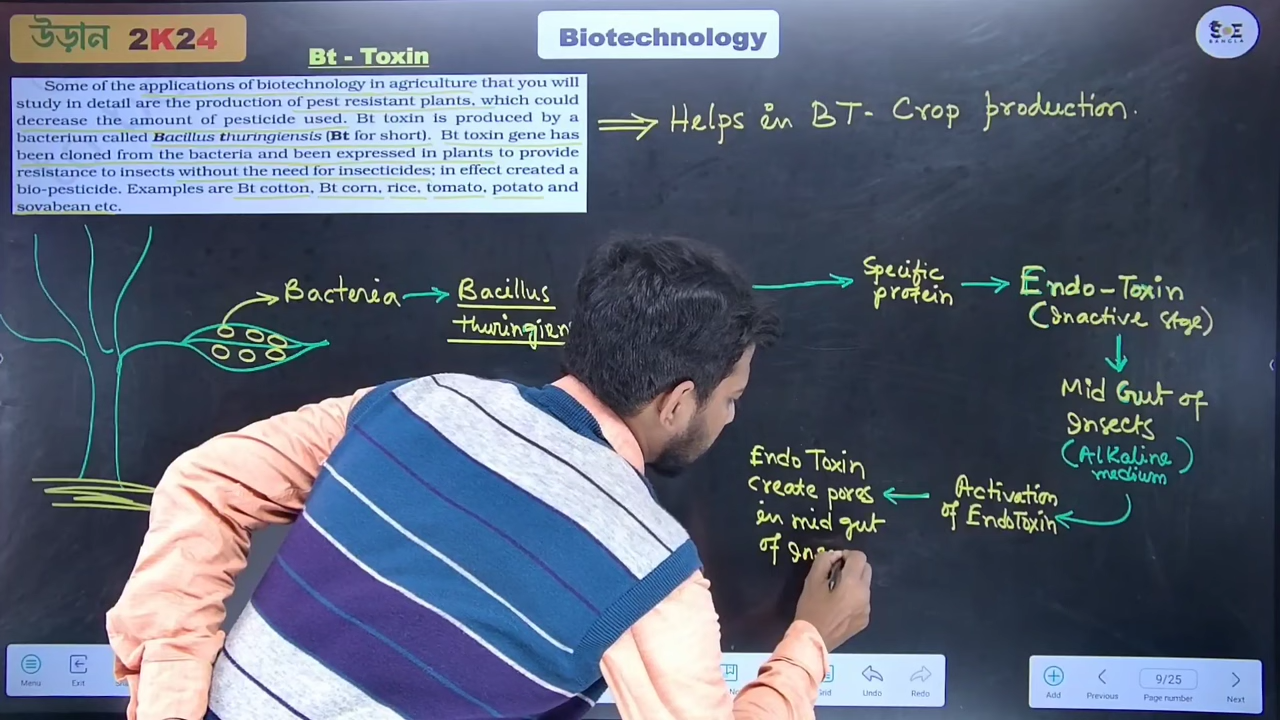 উড়ান 2K24
Biotechnology
SOE
BANGLA
Bt - Toxin
Some of the applications of biotechnology in agriculture that you will
study in detail are the production of pest resistant plants, which could
decrease the amount of pesticide used. Bt toxin is produced by a
bacterium called Bacillus thuringiensis (Bt for short). Bt toxin gene has
been cloned from the bacteria and been expressed in plants to provide
resistance to insects without the need for insecticides; in effect created a
bio-pesticide. Examples are Bt cotton, Bt corn, rice, tomato, potato and
soyabean etc.
Helps in BT- Crop production.
Bacteria
Bacillus
thuringien
Specific
protein
Endo-Toxin
(Inactive stge)
Mid Gut of
Insects
(Alkaline
medium)
Activation
of EndoToxin
Endo Toxin
create pores
in mid gut
of
Menu
Exit
Undo
Redo
Add
Previous
9/25
Page number
Next